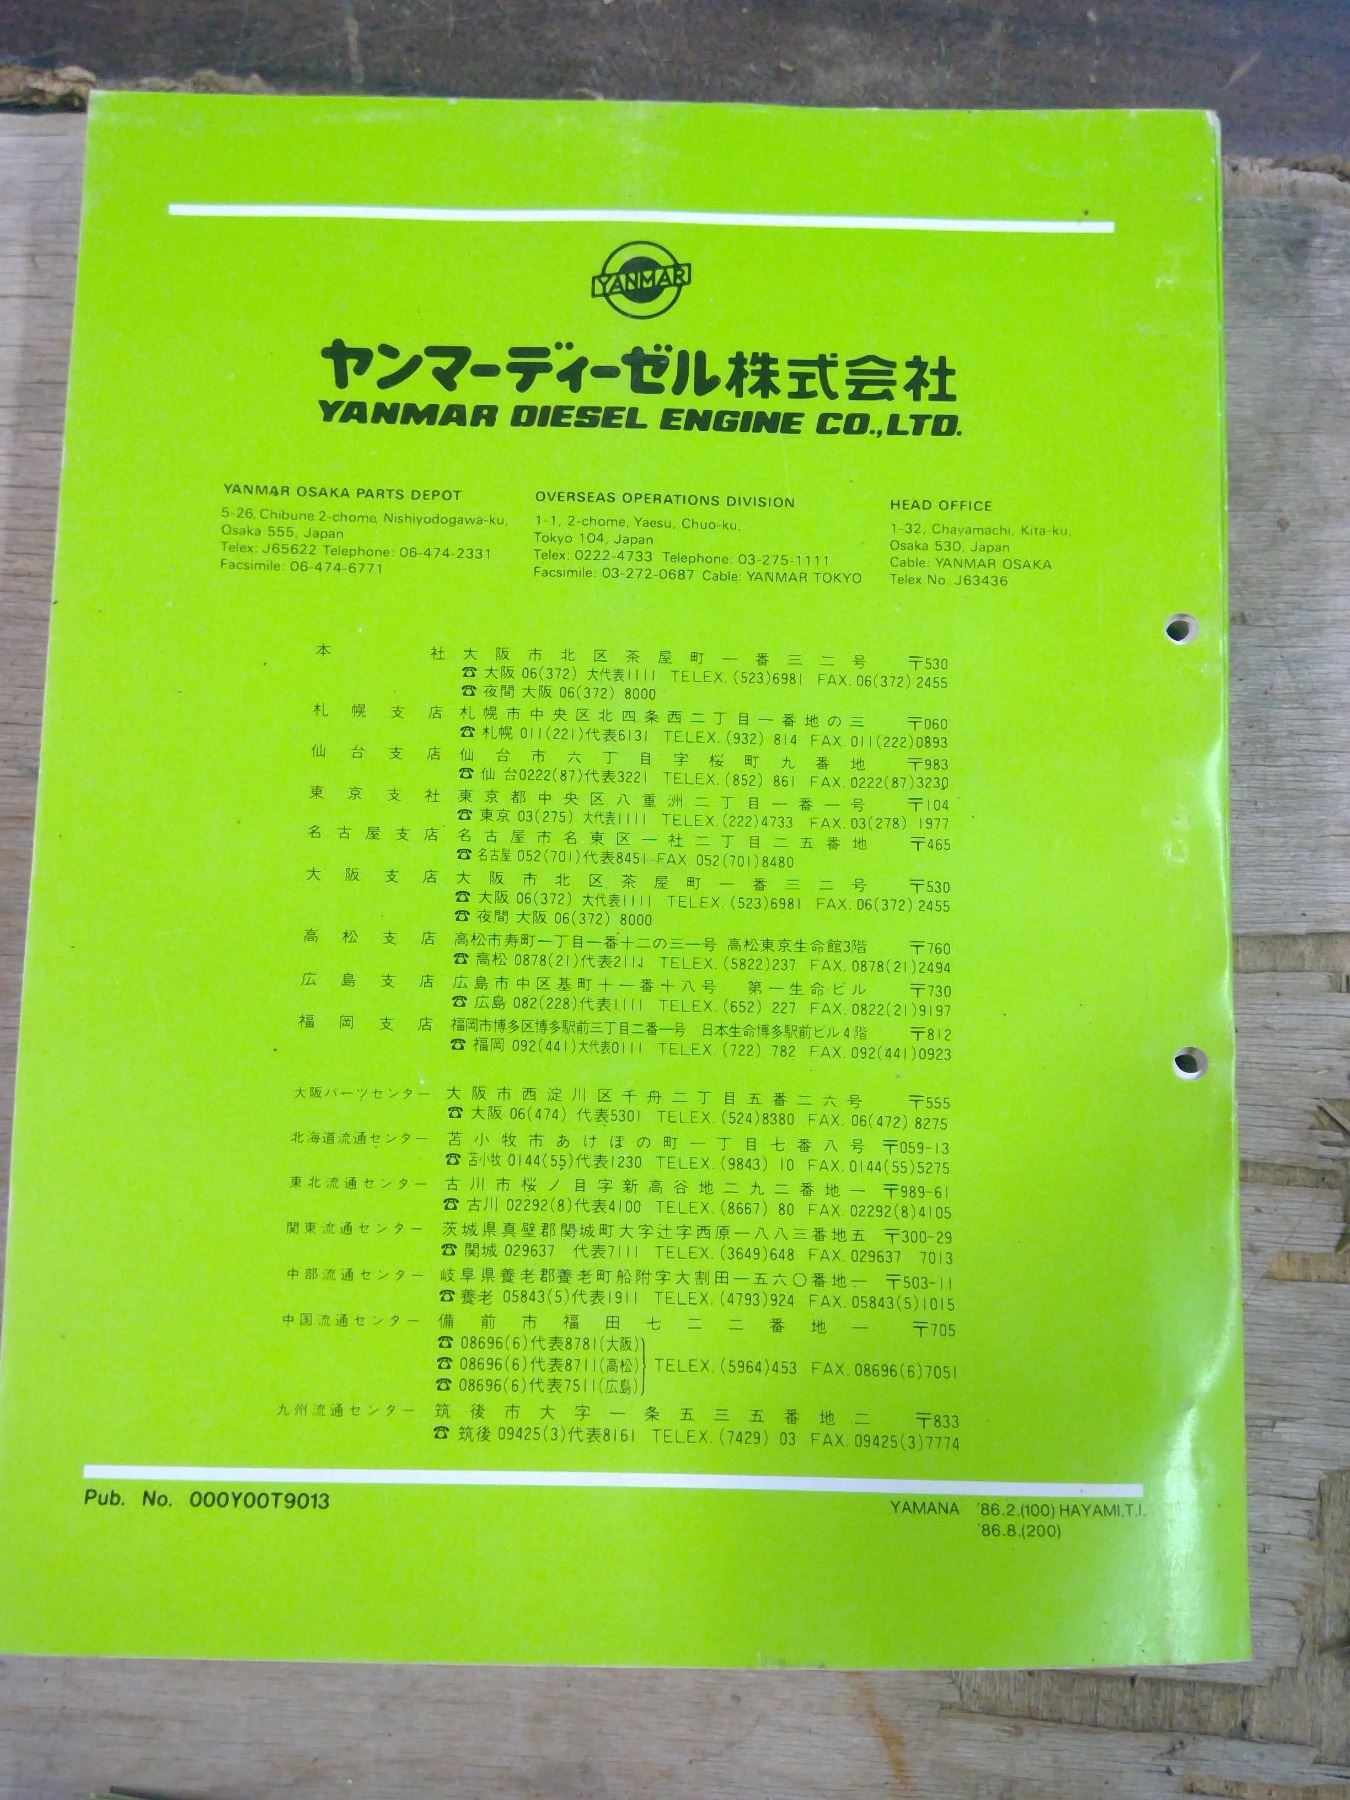 YANMAR
ヤンマーディーゼル株式会社
YANMAR DIESEL ENGINE CO.,LTD.
YANMAR OSAKA PARTS DEPOT
5-26, Chibune 2-chome, Nishiyodogawa-ku,
Osaka 555, Japan
Telex: J65622 Telephone: 06-474-2331
Facsimile: 06-474-6771
OVERSEAS OPERATIONS DIVISION
1-1, 2-chome, Yaesu, Chuo-ku,
Tokyo 104, Japan
Telex: 0222-4733 Telephone: 03-275-1111
Facsimile: 03-272-0687 Cable: YANMAR TOKYO
HEAD OFFICE
1-32, Chayamachi, Kita-ku,
Osaka 530, Japan
Cable: YANMAR OSAKA
Telex No. J63436
本社 大阪市北区茶屋町一番三二号 〒530
☎ 大阪 06(372) 大代表1111 TELEX. (523)6981 FAX. 06(372) 2455
☎ 夜間 大阪 06(372) 8000
札幌支店 札幌市中央区北四条西二丁目一番地の三 〒060
☎ 札幌 011(221)代表6131 TELEX. (932) 814 FAX. 011(222)0893
仙台支店 仙台市六丁目字桜町九番地 〒983
☎ 仙台0222(87)代表3221 TELEX. (852) 861 FAX. 0222(87)3230
東京支社 東京都中央区八重洲二丁目一番一号 〒104
☎ 東京 03(275) 大代表1111 TELEX. (222)4733 FAX. 03(278) 1977
名古屋支店 名古屋市名東区一社二丁目二五番地 〒465
☎ 名古屋 052(701)代表8451 FAX. 052(701)8480
大阪支店 大阪市北区茶屋町一番三二号 〒530
☎ 大阪 06(372) 大代表1111 TELEX. (523)6981 FAX. 06(372) 2455
☎ 夜間 大阪 06(372) 8000
高松支店 高松市寿町一丁目一番十二の三一号 高松東京生命館3階 〒760
☎ 高松 0878(21)代表2111 TELEX. (5822)237 FAX. 0878(21)2494
広島支店 広島市中区基町十一番十八号 第一生命ビル 〒730
☎ 広島 082(228)代表1111 TELEX. (652) 227 FAX. 0822(21)9197
福岡支店 福岡市博多区博多駅前三丁目二番一号 日本生命博多駅前ビル4階 〒812
☎ 福岡 092(441)大代表0111 TELEX. (722) 782 FAX. 092(441)0923
大阪パーツセンター 大阪市西淀川区千舟二丁目五番二六号 〒555
☎ 大阪 06(474) 代表5301 TELEX. (524)8380 FAX. 06(472) 8275
北海道流通センター 苫小牧市あけぼの町一丁目七番八号 〒059-13
☎ 苫小牧 0144(55)代表1230 TELEX. (9843) 10 FAX. 0144(55)5275
東北流通センター 古川市桜ノ目字新高谷地二九二番地一 〒989-61
☎ 古川 02292(8)代表4100 TELEX. (8667) 80 FAX. 02292(8)4105
関東流通センター 茨城県真壁郡関城町大字辻字西原一八八三番地五 〒300-29
☎ 関城 029637 代表7111 TELEX. (3649)648 FAX. 029637 7013
中部流通センター 岐阜県養老郡養老町船附字大割田一五六〇番地一 〒503-11
☎ 養老 05843(5)代表1911 TELEX. (4793)924 FAX. 05843(5)1015
中国流通センター 備前市福田七二二番地一 〒705
☎ 08696(6)代表8781(大阪)
☎ 08696(6)代表8711(高松) TELEX. (5964)453 FAX. 08696(6)7051
☎ 08696(6)代表7511(広島)
九州流通センター 筑後市大字一条五三五番地二 〒833
☎ 筑後 09425(3)代表8161 TELEX. (7429) 03 FAX. 09425(3)7774
Pub. No. 000Y00T9013
YAMANA '86.2.(100) HAYAMI,T.I.
'86.8.(200)